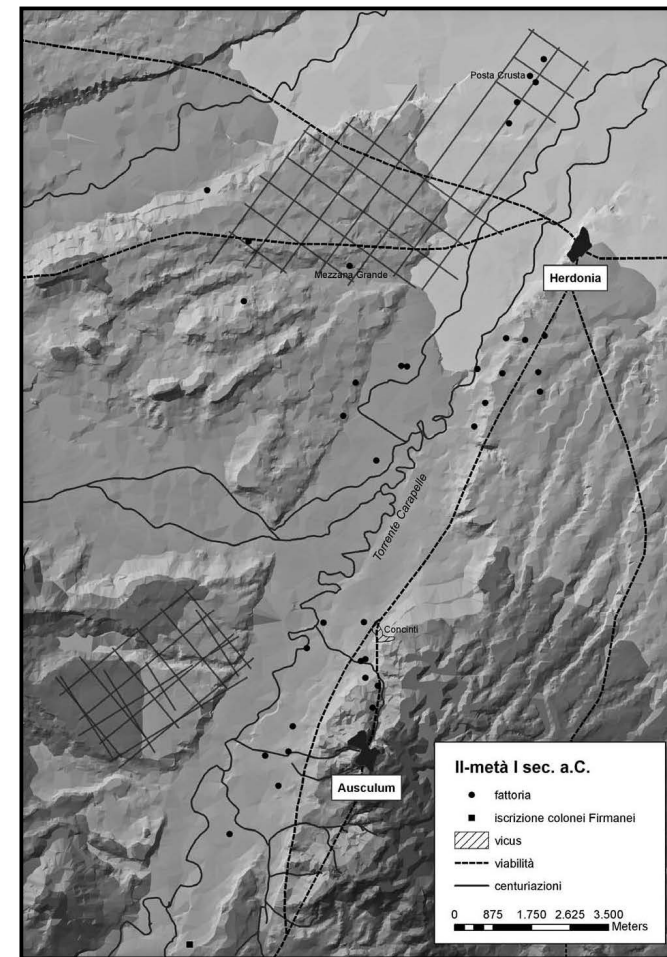 Posta Crusta
Herdonia
Mezzana Grande
Torrente Carapelle
Concinti
Ausculum
II-metà I sec. a.C.
fattoria
iscrizione colonei Firmanei
vicus
viabilità
centuriazioni
0 875 1.750 2.625 3.500
Meters